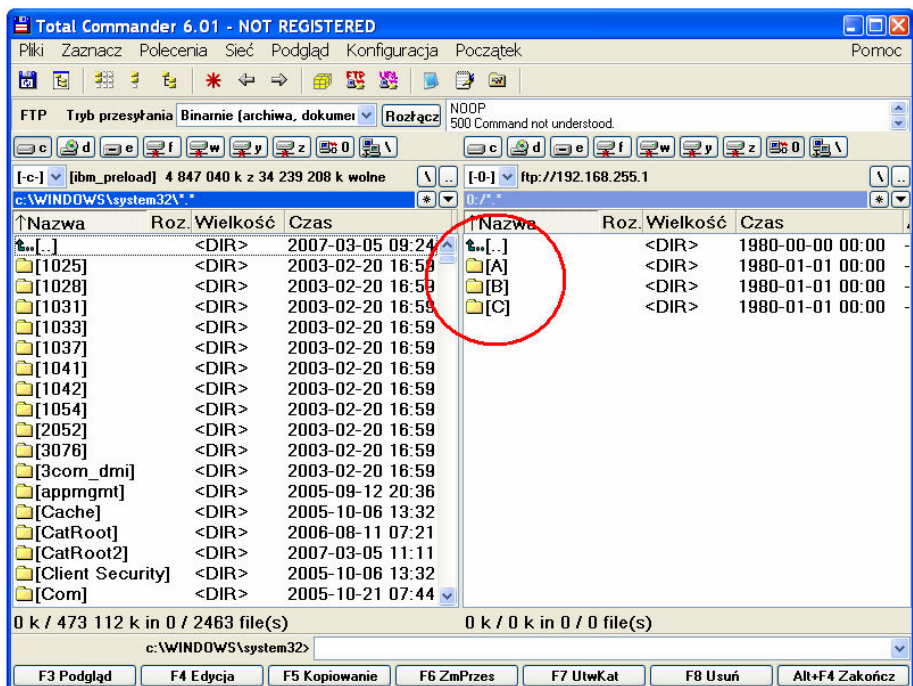 Total Commander 6.01 - NOT REGISTERED
Pliki Zaznacz Polecenia Sieć Podgląd Konfiguracja Początek Pomoc
FTP Tryb przesyłania Binarnie (archiwa, dokumer Rozłącz
NOOP
500 Command not understood.
c d e f w y z 0 \ c d e f w y z 0 \
[-c-] [ibm_preload] 4 847 040 k z 34 239 208 k wolne \ .. [-0-] ftp://192.168.255.1 \ ..
c:\WINDOWS\system32\*.* * 0:/*.* *
↑Nazwa Roz. Wielkość Czas ↑Nazwa Roz. Wielkość Czas
[..] <DIR> 2007-03-05 09:24 [..] <DIR> 1980-00-00 00:00 -
[1025] <DIR> 2003-02-20 16:59 [A] <DIR> 1980-01-01 00:00 -
[1028] <DIR> 2003-02-20 16:59 [B] <DIR> 1980-01-01 00:00 -
[1031] <DIR> 2003-02-20 16:59 [C] <DIR> 1980-01-01 00:00 -
[1033] <DIR> 2003-02-20 16:59
[1037] <DIR> 2003-02-20 16:59
[1041] <DIR> 2003-02-20 16:59
[1042] <DIR> 2003-02-20 16:59
[1054] <DIR> 2003-02-20 16:59
[2052] <DIR> 2003-02-20 16:59
[3076] <DIR> 2003-02-20 16:59
[3com_dmi] <DIR> 2003-02-20 16:59
[appmgmt] <DIR> 2005-09-12 20:36
[Cache] <DIR> 2005-10-06 13:32
[CatRoot] <DIR> 2006-08-11 07:21
[CatRoot2] <DIR> 2007-03-05 11:11
[Client Security] <DIR> 2005-10-06 13:32
[Com] <DIR> 2005-10-21 07:44
0 k / 473 112 k in 0 / 2463 file(s) 0 k / 0 k in 0 / 0 file(s)
c:\WINDOWS\system32>
F3 Podgląd F4 Edycja F5 Kopiowanie F6 ZmPrzes F7 UtwKat F8 Usuń Alt+F4 Zakończ